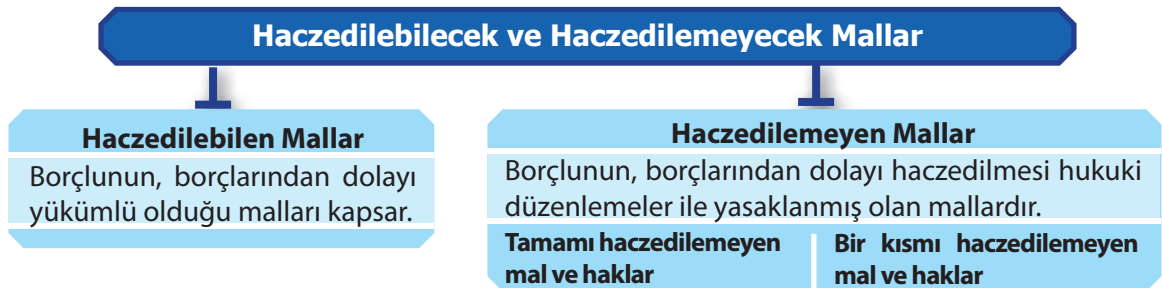 Haczedilebilecek ve Haczedilemeyecek Mallar
Haczedilebilen Mallar
Borçlunun, borçlarından dolayı
yükümlü olduğu malları kapsar.
Haczedilemeyen Mallar
Borçlunun, borçlarından dolayı haczedilmesi hukuki
düzenlemeler ile yasaklanmış olan mallardır.
Tamamı haczedilemeyen
mal ve haklar
Bir kısmı haczedilemeyen
mal ve haklar